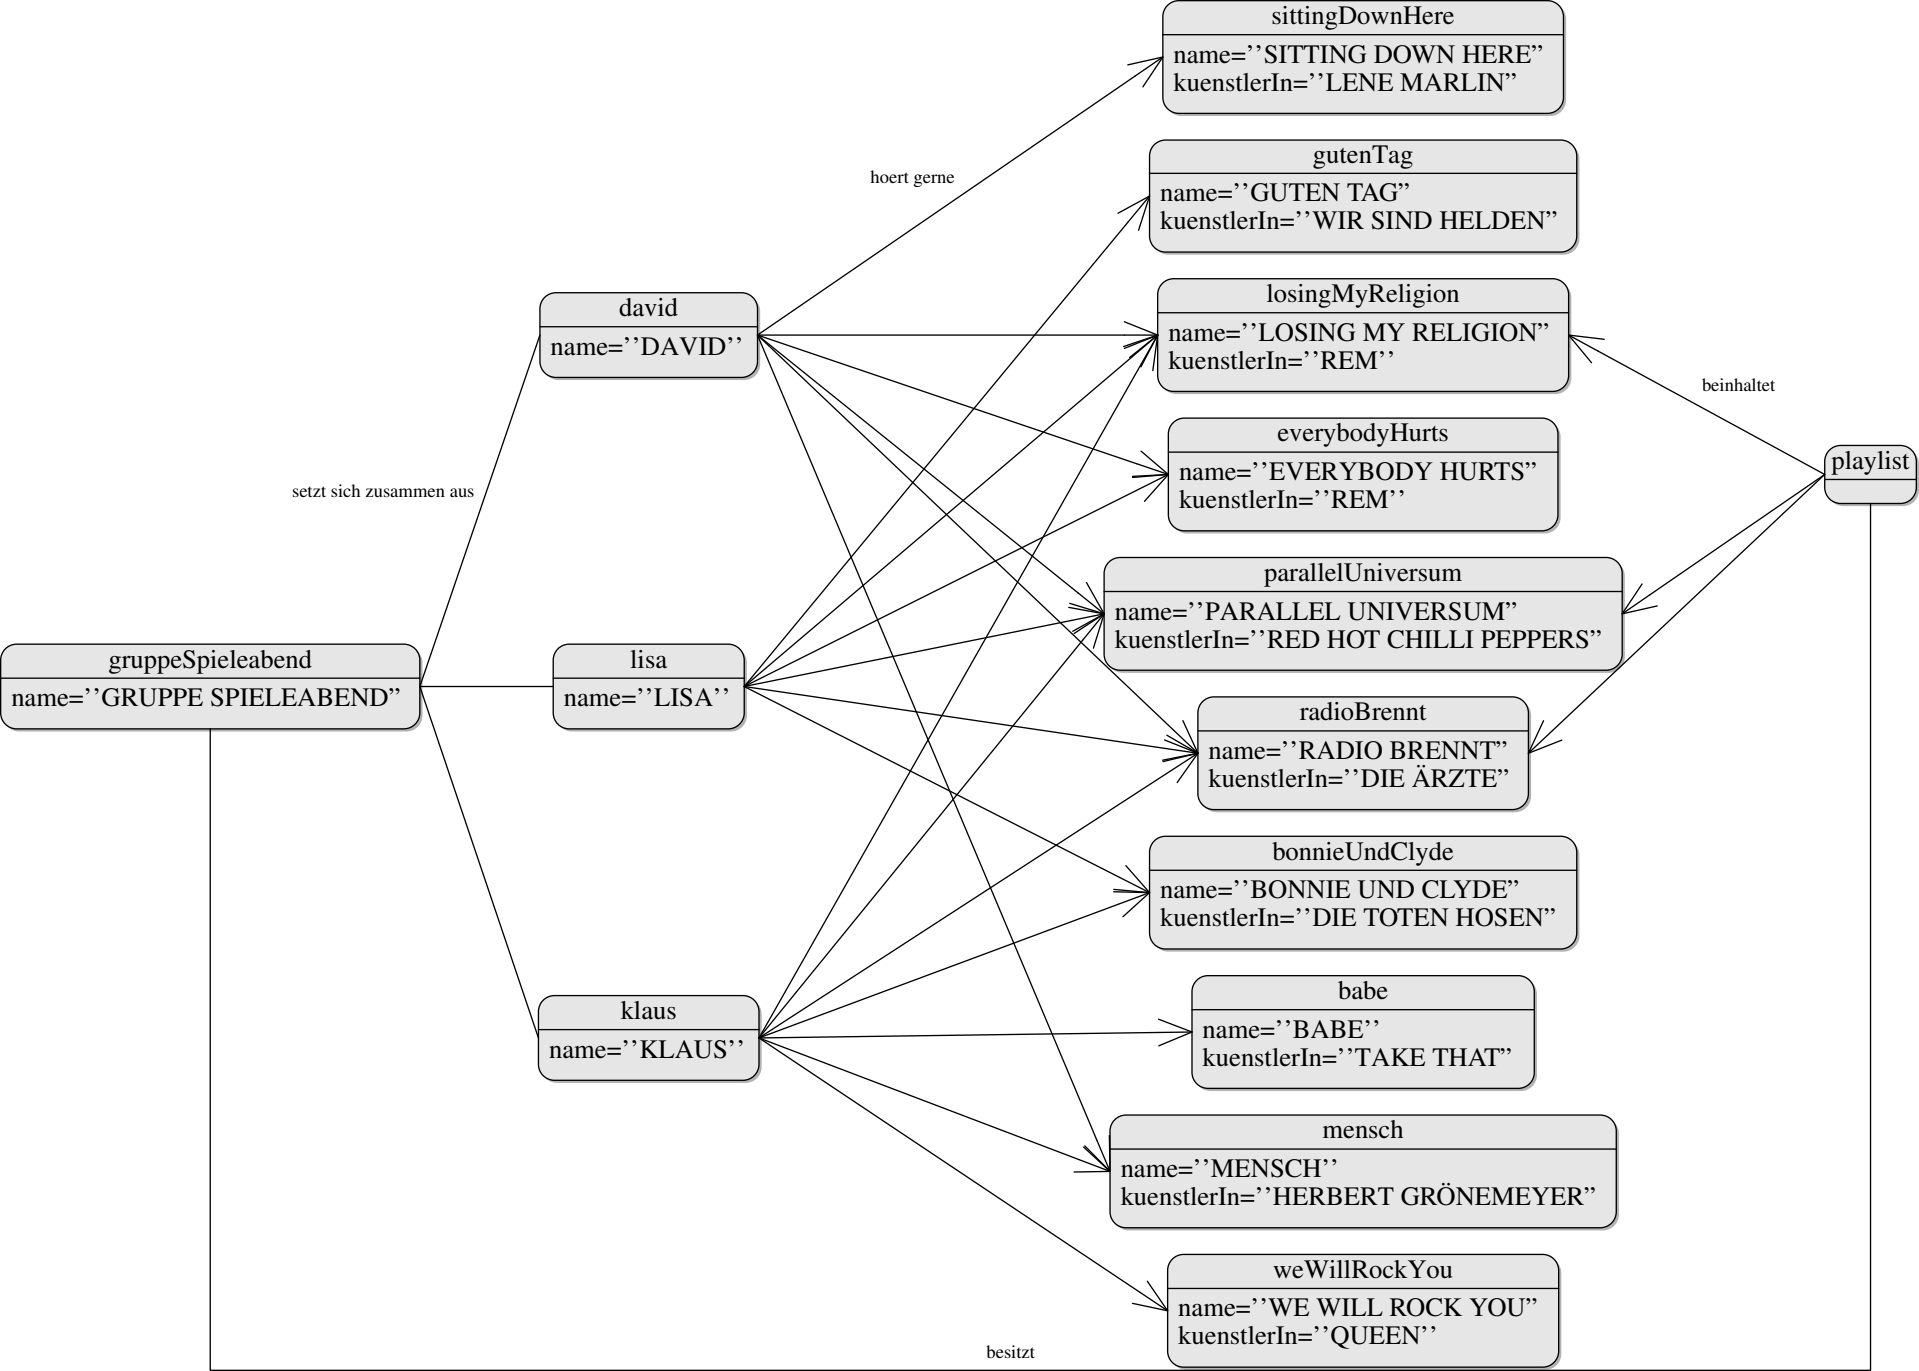 sittingDownHere
name=’’SITTING DOWN HERE”
kuenstlerIn=’’LENE MARLIN”
hoert gerne
gutenTag
name=’’GUTEN TAG”
kuenstlerIn=’’WIR SIND HELDEN”
david
name=’’DAVID’’
losingMyReligion
name=’’LOSING MY RELIGION”
kuenstlerIn=’’REM’’
beinhaltet
everybodyHurts
name=’’EVERYBODY HURTS”
kuenstlerIn=’’REM’’
playlist
setzt sich zusammen aus
parallelUniversum
name=’’PARALLEL UNIVERSUM”
kuenstlerIn=’’RED HOT CHILLI PEPPERS”
gruppeSpieleabend
name=’’GRUPPE SPIELEABEND”
lisa
name=’’LISA’’
radioBrennt
name=’’RADIO BRENNT”
kuenstlerIn=’’DIE ÄRZTE”
bonnieUndClyde
name=’’BONNIE UND CLYDE”
kuenstlerIn=’’DIE TOTEN HOSEN”
klaus
name=’’KLAUS’’
babe
name=’’BABE’’
kuenstlerIn=’’TAKE THAT”
mensch
name=’’MENSCH’’
kuenstlerIn=’’HERBERT GRÖNEMEYER”
weWillRockYou
name=’’WE WILL ROCK YOU”
kuenstlerIn=’’QUEEN’’
besitzt